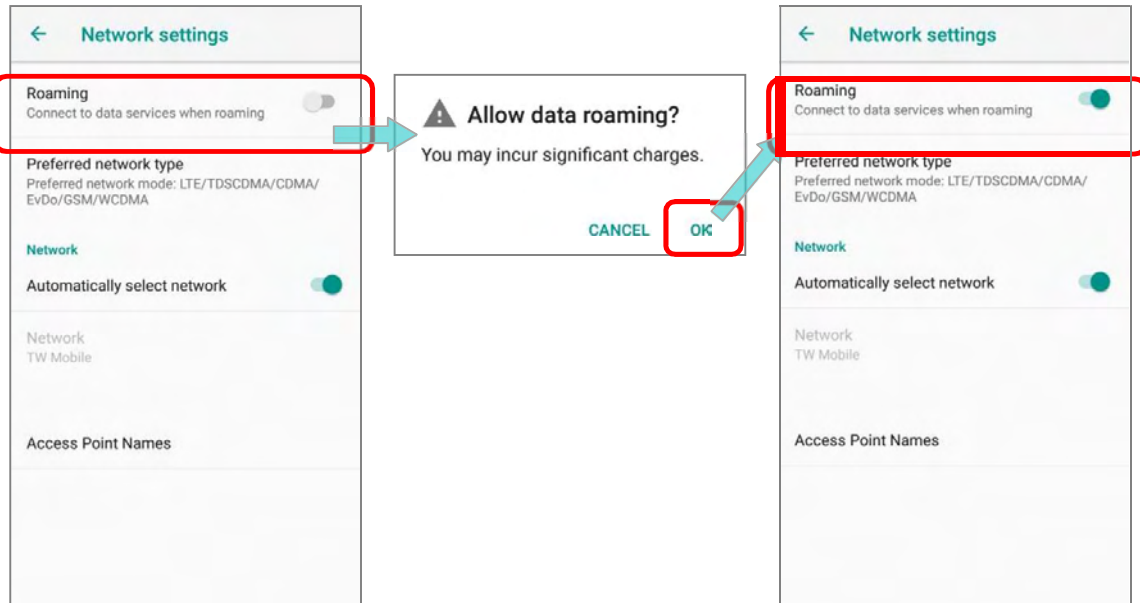 Network settings
Roaming
Connect to data services when roaming
Preferred network type
Preferred network mode: LTE/TDSCDMA/CDMA/
EvDo/GSM/WCDMA
Network
Automatically select network
Network
TW Mobile
Access Point Names
Allow data roaming?
You may incur significant charges.
CANCEL OK
Network settings
Roaming
Connect to data services when roaming
Preferred network type
Preferred network mode: LTE/TDSCDMA/CDMA/
EvDo/GSM/WCDMA
Network
Automatically select network
Network
TW Mobile
Access Point Names